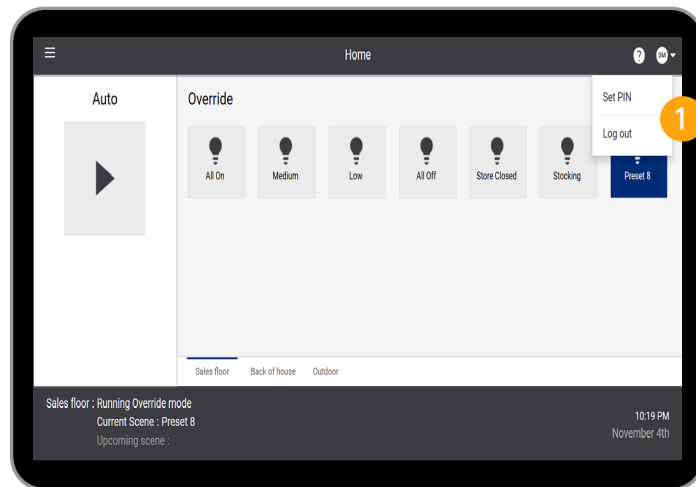 Home
?
SM
Auto
Override
Set PIN
Log out
1
All On
Medium
Low
All Off
Store Closed
Stocking
Preset 8
Sales floor
Back of house
Outdoor
Sales floor : Running Override mode
Current Scene : Preset 8
Upcoming scene :
10:19 PM
November 4th